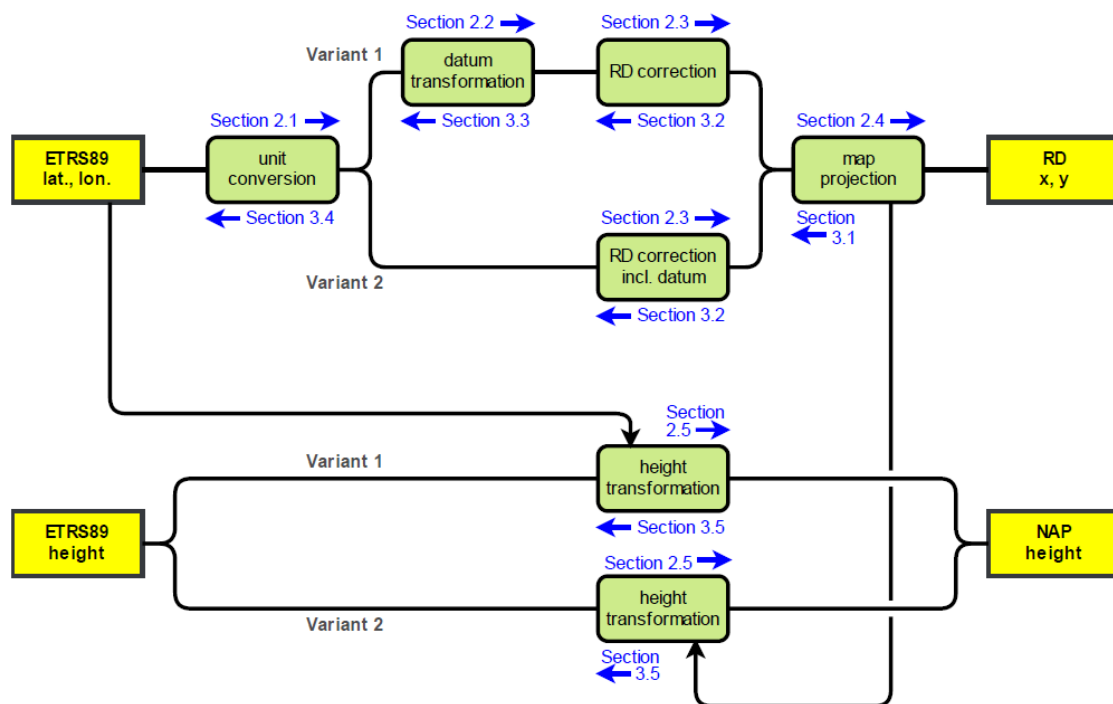 Section 2.2
Section 2.3
Variant 1
datum
transformation
RD correction
Section 2.1
Section 3.3
Section 3.2
Section 2.4
ETRS89
lat., lon.
unit
conversion
map
projection
RD
x, y
Section 3.4
Section 2.3
Section
3.1
Variant 2
RD correction
incl. datum
Section 3.2
Section
2.5
Variant 1
height
transformation
ETRS89
height
Section 3.5
NAP
height
Section 2.5
Variant 2
height
transformation
Section
3.5